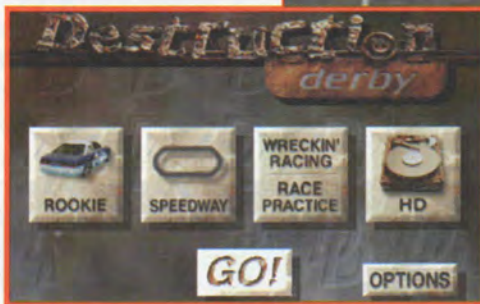 Destruction
derby
ROOKIE
SPEEDWAY
WRECKIN'
RACING
RACE
PRACTICE
HD
GO!
OPTIONS